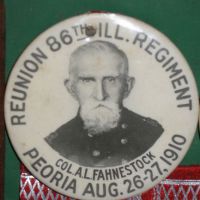 REUNION 86TH ILL. REGIMENT
COL. A.L. FAHNESTOCK
PEORIA AUG. 26-27, 1910